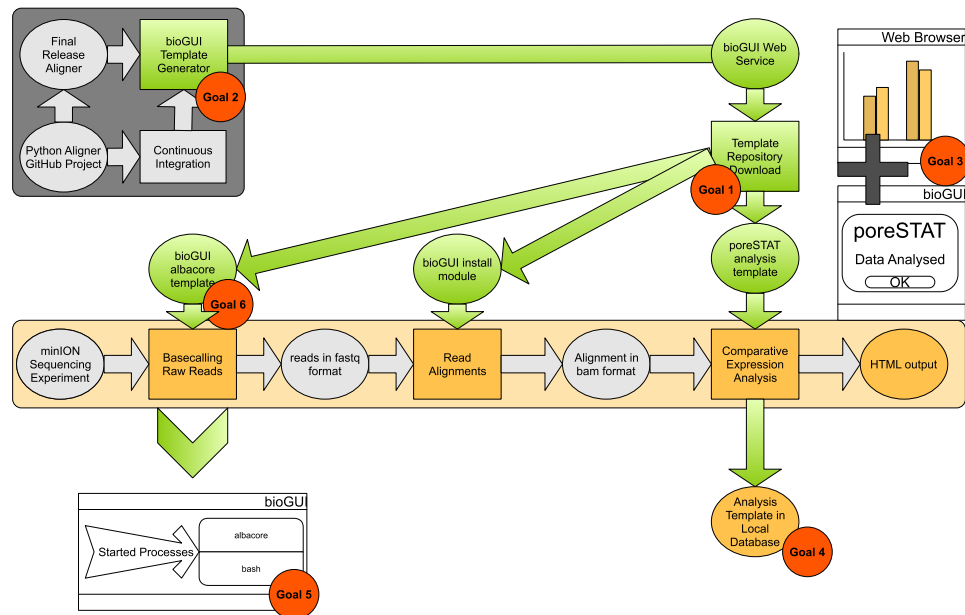 Final
Release
Aligner
bioGUI
Template
Generator
Goal 2
Python Aligner
GitHub Project
Continuous
Integration
bioGUI Web
Service
Template
Repository
Download
Goal 1
Web Browser
Goal 3
bioGUI
poreSTAT
Data Analysed
OK
bioGUI
albacore
template
Goal 6
bioGUI install
module
poreSTAT
analysis
template
minION
Sequencing
Experiment
Basecalling
Raw Reads
reads in fastq
format
Read
Alignments
Alignment in
bam format
Comparative
Expression
Analysis
HTML output
bioGUI
Started Processes
albacore
bash
Goal 5
Analysis
Template in
Local
Database
Goal 4